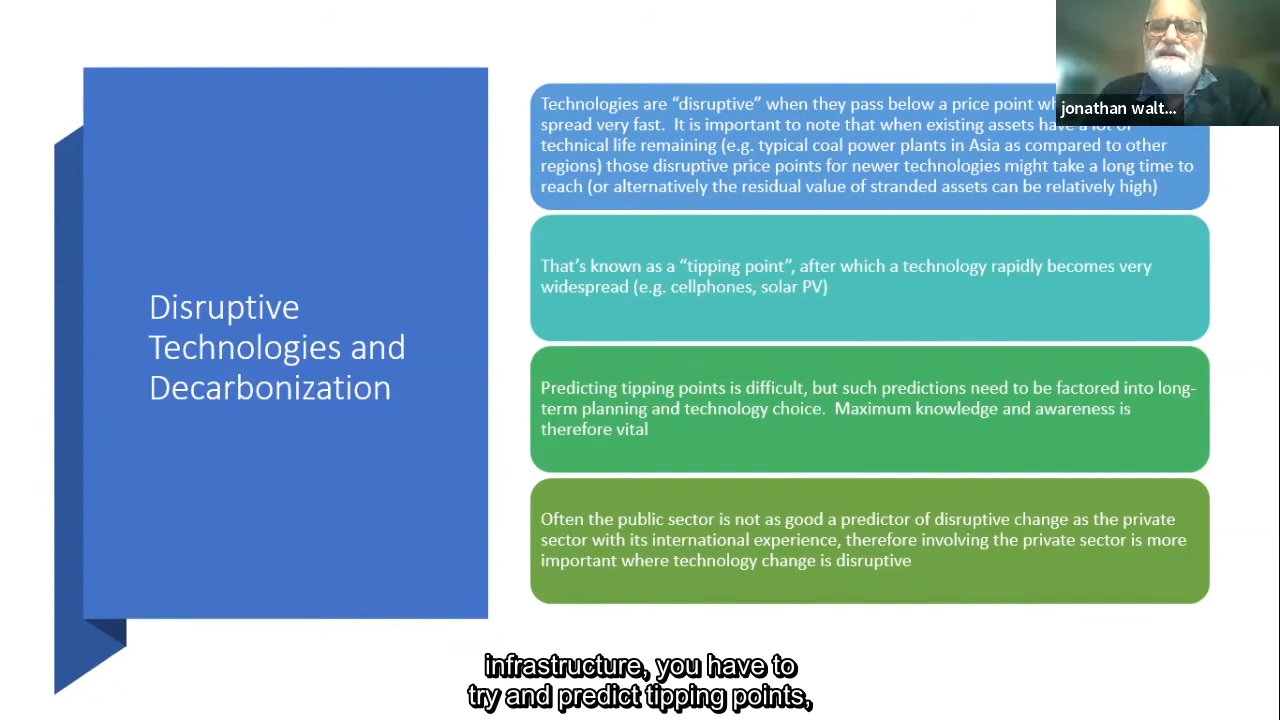 Disruptive
Technologies and
Decarbonization
Technologies are “disruptive” when they pass below a price point
spread very fast.  It is important to note that when existing assets have a lot of
technical life remaining (e.g. typical coal power plants in Asia as compared to other
regions) those disruptive price points for newer technologies might take a long time to
reach (or alternatively the residual value of stranded assets can be relatively high)
That’s known as a “tipping point”, after which a technology rapidly becomes very
widespread (e.g. cellphones, solar PV)
Predicting tipping points is difficult, but such predictions need to be factored into long-
term planning and technology choice.  Maximum knowledge and awareness is
therefore vital
Often the public sector is not as good a predictor of disruptive change as the private
sector with its international experience, therefore involving the private sector is more
important where technology change is disruptive
jonathan walt...
infrastructure, you have to
try and predict tipping points,